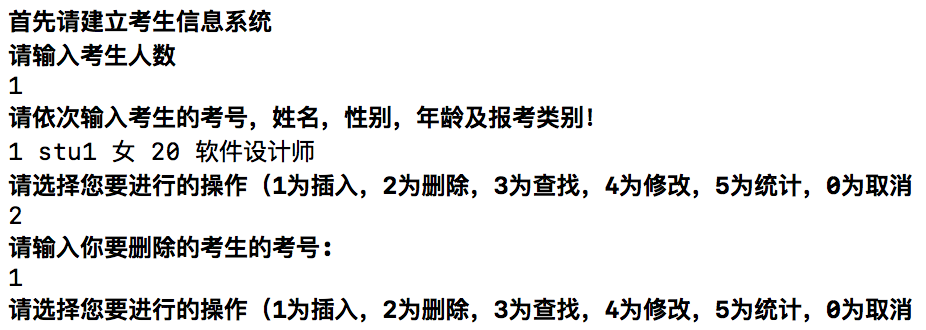 首先请建立考生信息系统
请输入考生人数
1
请依次输入考生的考号，姓名，性别，年龄及报考类别！
1 stu1 女 20 软件设计师
请选择您要进行的操作（1为插入，2为删除，3为查找，4为修改，5为统计，0为取消
2
请输入你要删除的考生的考号：
1
请选择您要进行的操作（1为插入，2为删除，3为查找，4为修改，5为统计，0为取消